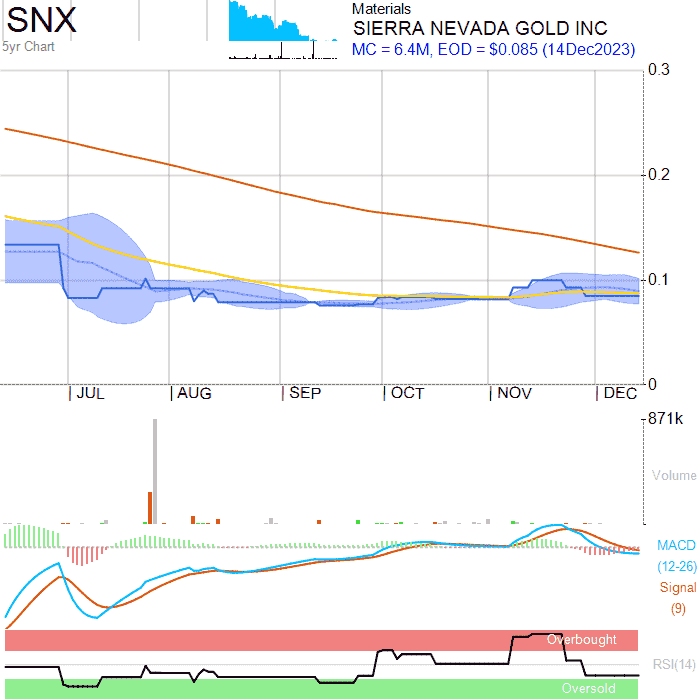 SNX
5yr Chart
Materials
SIERRA NEVADA GOLD INC
MC = 6.4M, EOD = $0.085 (14Dec2023)
0.3
0.2
0.1
0
JUL AUG SEP OCT NOV DEC
871k
Volume
MACD
(12-26)
Signal
(9)
Overbought
RSI(14)
Oversold